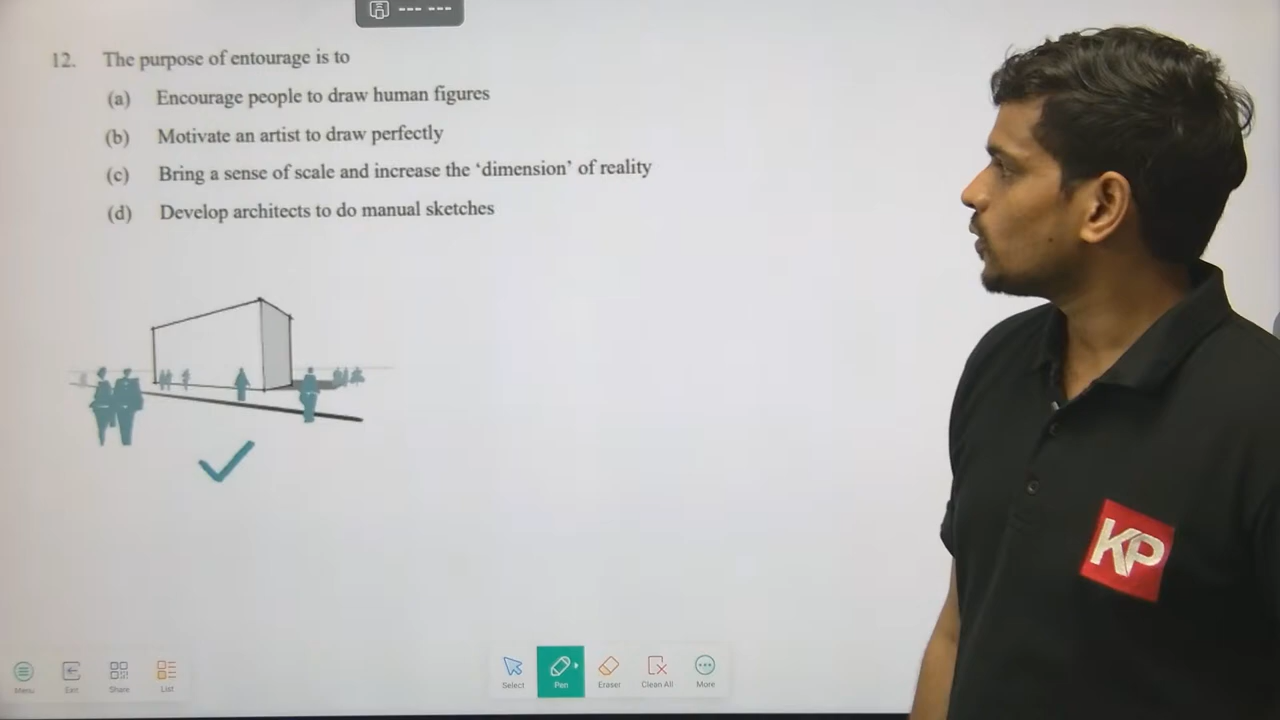 12. The purpose of entourage is to
(a) Encourage people to draw human figures
(b) Motivate an artist to draw perfectly
(c) Bring a sense of scale and increase the ‘dimension’ of reality
(d) Develop architects to do manual sketches
KP
Menu Exit Share List
Select Pen Eraser Clean All More